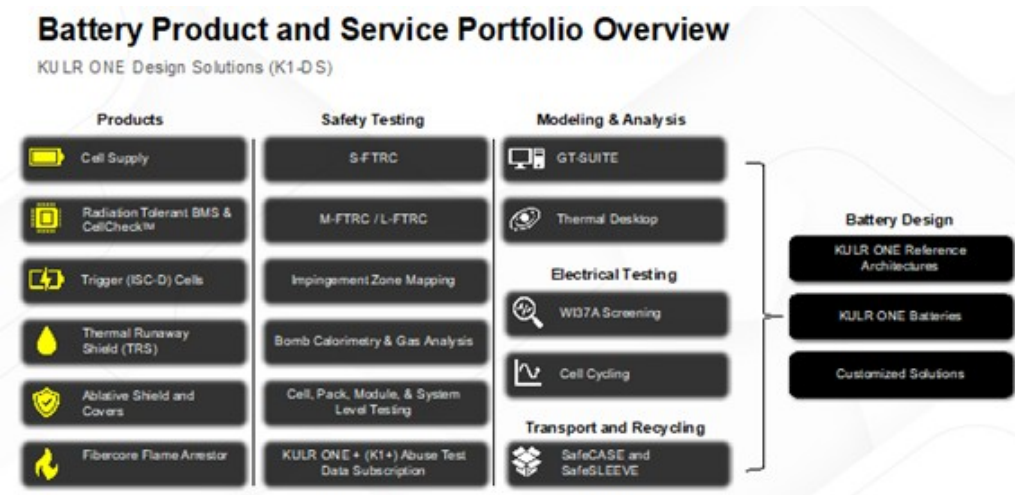 Battery Product and Service Portfolio Overview
KULR ONE Design Solutions (K1-DS)
Products
Cell Supply
Radiation Tolerant BMS &
CellCheck™
Trigger (ISC-D) Cells
Thermal Runaway
Shield (TRS)
Ablative Shield and
Covers
Fibercore Flame Arrestor
Safety Testing
S-FTRC
M-FTRC / L-FTRC
Impingement Zone Mapping
Bomb Calorimetry & Gas Analysis
Cell, Pack, Module, & System
Level Testing
KULR ONE + (K1+) Abuse Test
Data Subscription
Modeling & Analysis
GT-SUITE
Thermal Desktop
Electrical Testing
WI37A Screening
Cell Cycling
Transport and Recycling
SafeCASE and
SafeSLEEVE
Battery Design
KULR ONE Reference
Architectures
KULR ONE Batteries
Customized Solutions